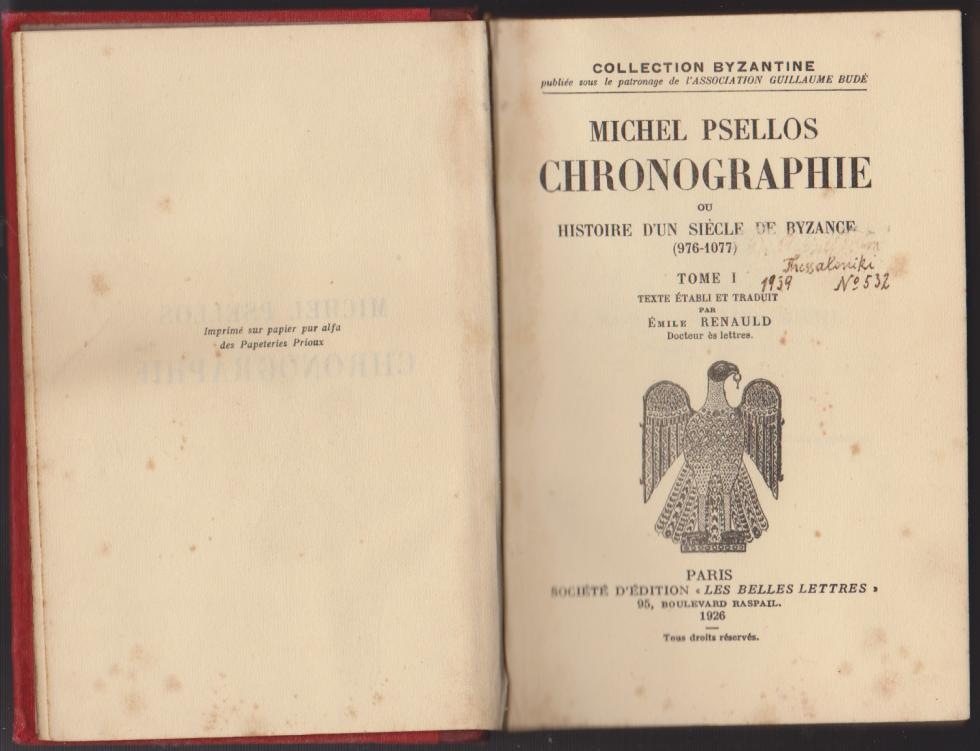 Imprimé sur papier pur alfa
des Papeteries Prioux
COLLECTION BYZANTINE
publiée sous le patronage de l'ASSOCIATION GUILLAUME BUDÉ
MICHEL PSELLOS
CHRONOGRAPHIE
OU
HISTOIRE D'UN SIÈCLE DE BYZANCE
(976-1077)
Thessaloniki
TOME I
1939 Nº 532
TEXTE ÉTABLI ET TRADUIT
PAR
ÉMILE RENAULD
Docteur ès lettres.
PARIS
SOCIÉTÉ D'ÉDITION « LES BELLES LETTRES »
95, BOULEVARD RASPAIL.
1926
Tous droits réservés.